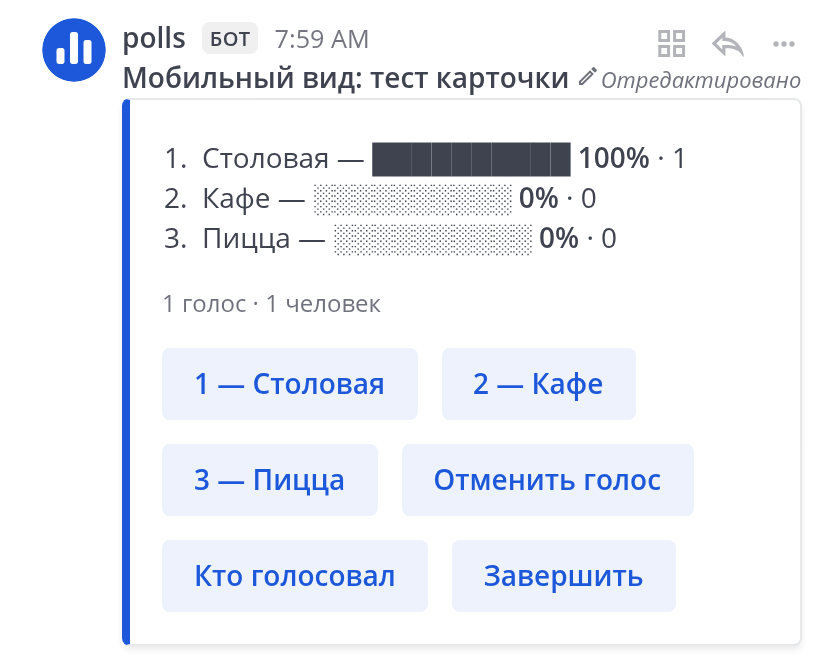 polls БОТ 7:59 AM
Мобильный вид: тест карточки Отредактировано
1. Столовая — ██████████ 100% · 1
2. Кафе — ░░░░░░░░░░ 0% · 0
3. Пицца — ░░░░░░░░░░ 0% · 0
1 голос · 1 человек
1 — Столовая 2 — Кафе
3 — Пицца Отменить голос
Кто голосовал Завершить